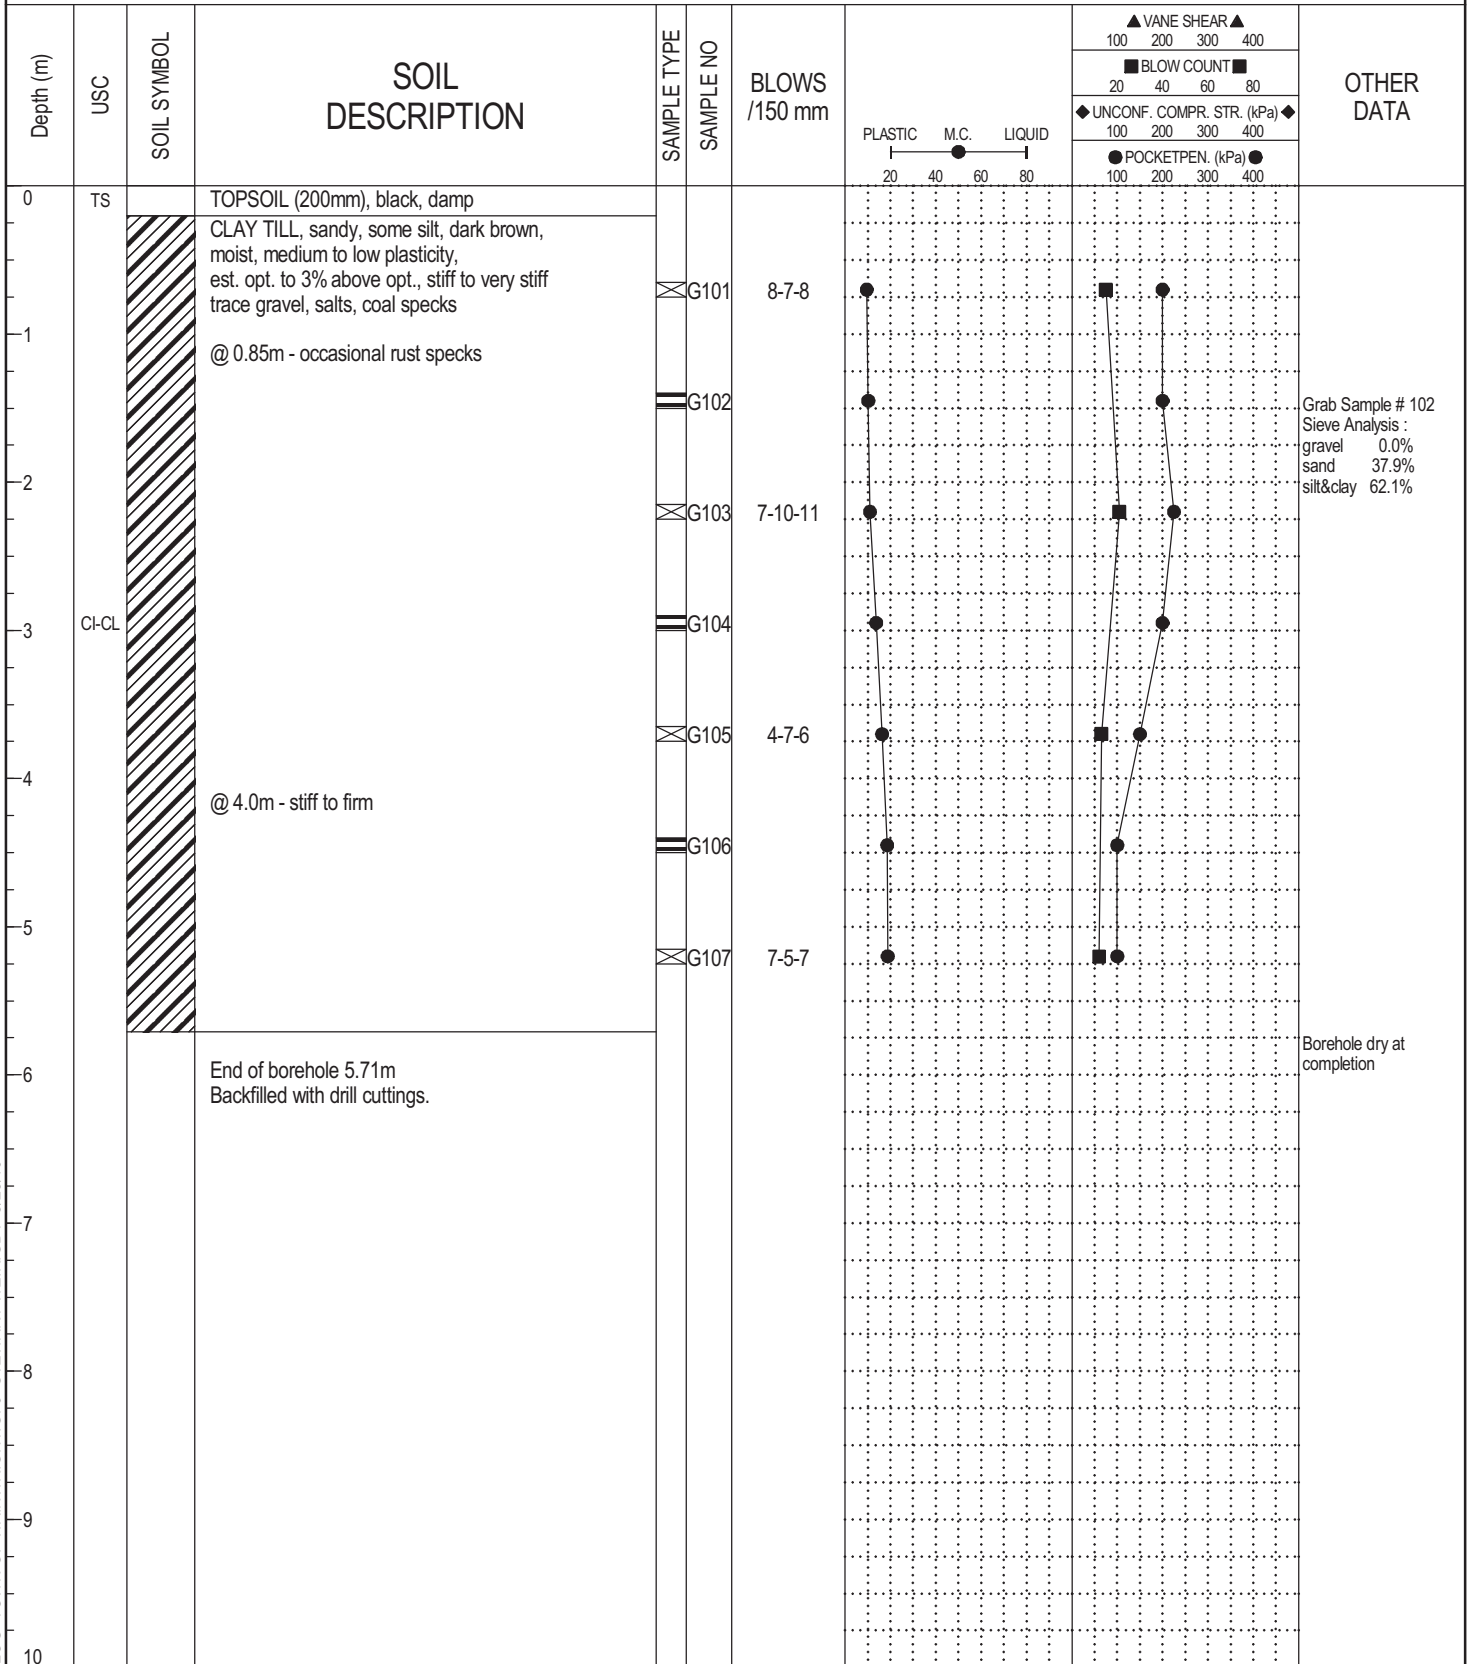 Depth (m)
USC
SOIL SYMBOL
SOIL
DESCRIPTION
SAMPLE TYPE
SAMPLE NO
BLOWS
/150 mm
PLASTIC M.C. LIQUID
20 40 60 80
▲ VANE SHEAR ▲
100 200 300 400
■ BLOW COUNT ■
20 40 60 80
◆ UNCONF. COMPR. STR. (kPa) ◆
100 200 300 400
● POCKETPEN. (kPa) ●
100 200 300 400
OTHER
DATA
0
TS
TOPSOIL (200mm), black, damp
CLAY TILL, sandy, some silt, dark brown,
moist, medium to low plasticity,
est. opt. to 3% above opt., stiff to very stiff
trace gravel, salts, coal specks
G101 8-7-8
1
@ 0.85m - occasional rust specks
G102
Grab Sample # 102
Sieve Analysis :
gravel 0.0%
sand 37.9%
silt&clay 62.1%
2
G103 7-10-11
3
CI-CL
G104
G105 4-7-6
4
@ 4.0m - stiff to firm
G106
5
G107 7-5-7
Borehole dry at
completion
End of borehole 5.71m
6
Backfilled with drill cuttings.
7
8
9
10